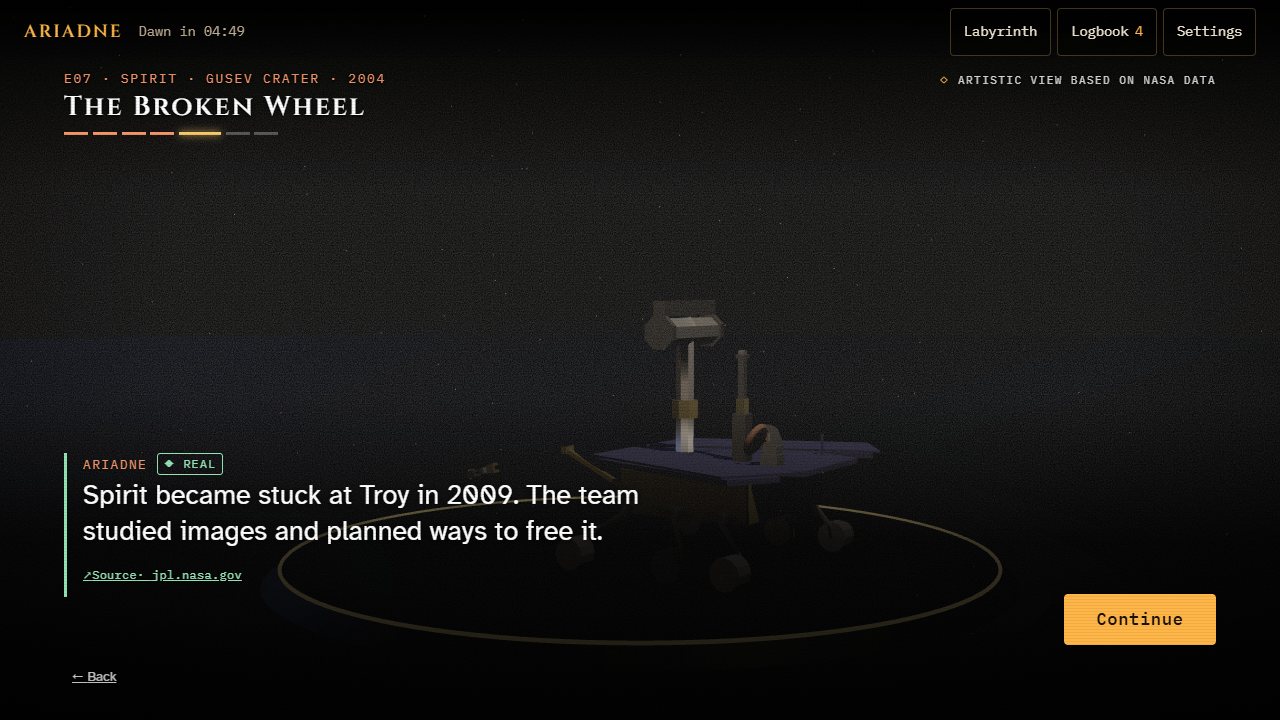 ARIADNE Dawn in 04:49 Labyrinth Logbook 4 Settings
E07 · SPIRIT · GUSEV CRATER · 2004
◇ ARTISTIC VIEW BASED ON NASA DATA
The Broken Wheel
ARIADNE ◆ REAL
Spirit became stuck at Troy in 2009. The team
studied images and planned ways to free it.
↗Source· jpl.nasa.gov
Continue
← Back